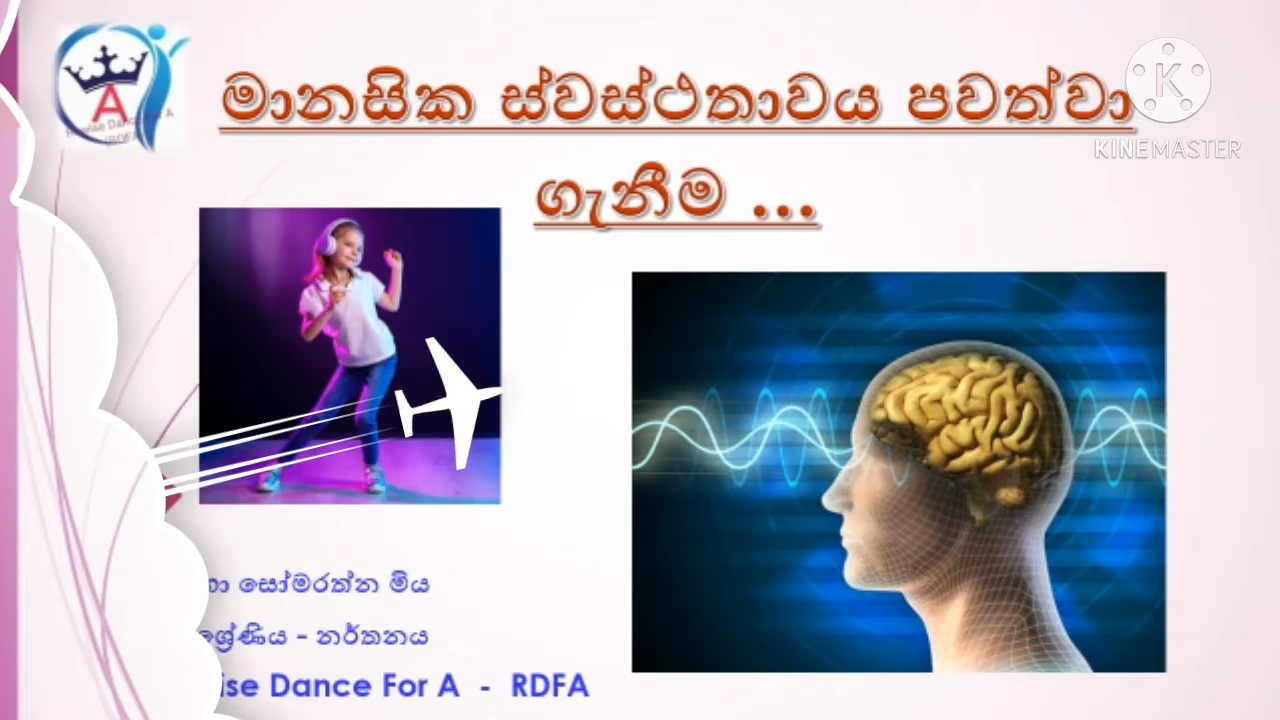 මානසික ස්වස්ථතාවය පවත්වා
ගැනීම ...
KINEMASTER
A
සෝමරත්න මිය
ශ්‍රේණිය - නර්තනය
Dance For A - RDFA